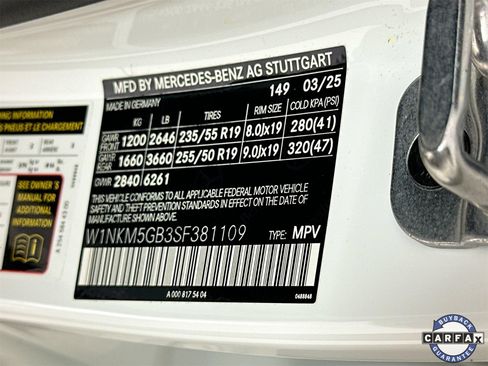 MFD BY MERCEDES-BENZ AG STUTTGART
MADE IN GERMANY 149 03/25
KG LB TIRES RIM SIZE COLD KPA(PSI)
GAWR FRONT 1200 2646 235/55 R19 8.0Jx19 280(41)
GAWR REAR 1660 3660 255/50 R19 9.0Jx19 320(47)
GVWR 2840 6261
THIS VEHICLE CONFORMS TO ALL APPLICABLE FEDERAL MOTOR VEHICLE
SAFETY AND THEFT PREVENTION STANDARDS IN EFFECT ON THE DATE OF
MANUFACTURE SHOWN ABOVE.
W1NKM5GB3SF381109 TYPE: MPV
A 000 817 54 04
SEE OWNER'S
MANUAL FOR
ADDITIONAL
INFORMATION
BUYBACK
CARFAX
GUARANTEE